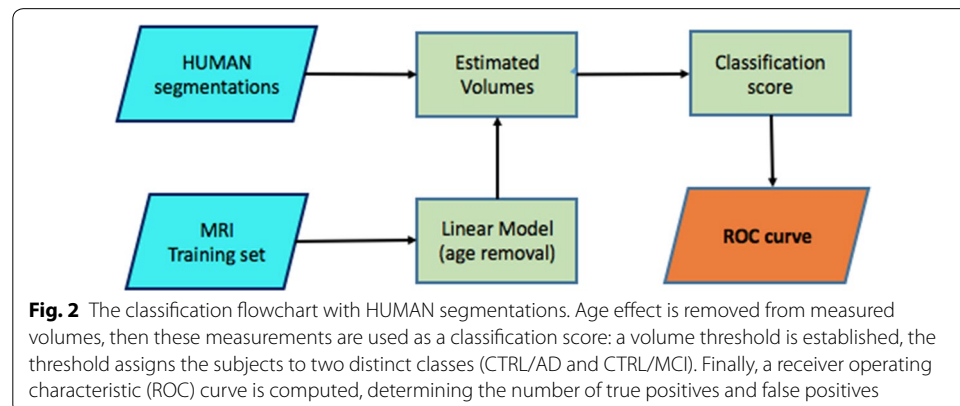 HUMAN
segmentations
Estimated
Volumes
Classification
score
MRI
Training set
Linear Model
(age removal)
ROC curve
Fig. 2 The classification flowchart with HUMAN segmentations. Age effect is removed from measured
volumes, then these measurements are used as a classification score: a volume threshold is established, the
threshold assigns the subjects to two distinct classes (CTRL/AD and CTRL/MCI). Finally, a receiver operating
characteristic (ROC) curve is computed, determining the number of true positives and false positives